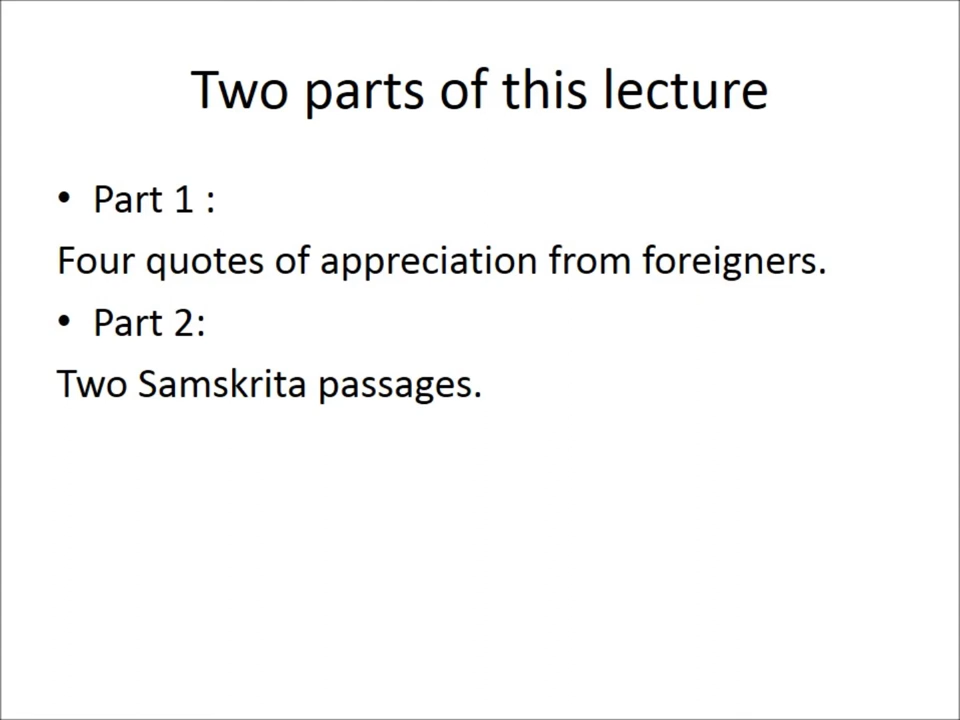 Two parts of this lecture
• Part 1 :
Four quotes of appreciation from foreigners.
• Part 2:
Two Samskrita passages.